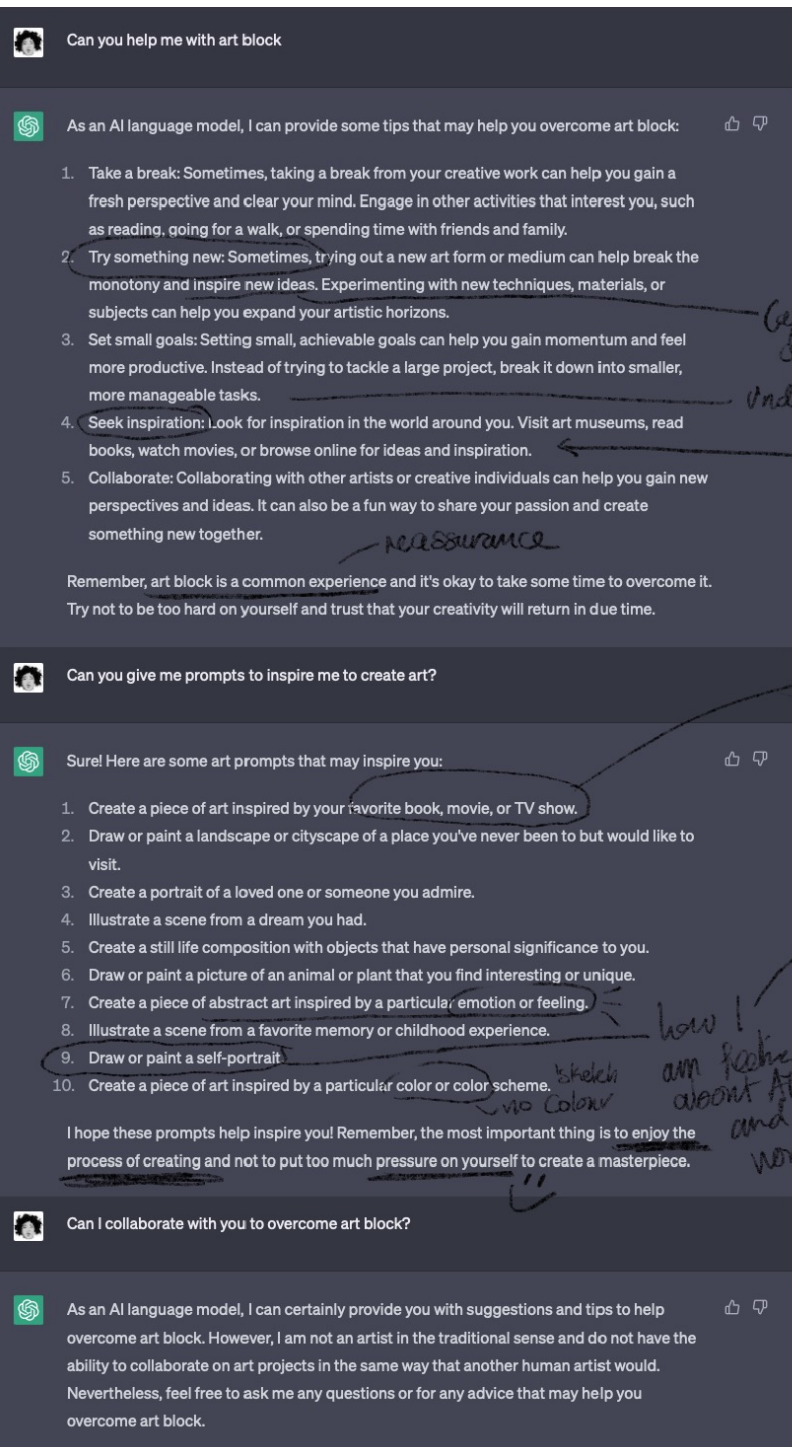 Can you help me with art block
As an AI language model, I can provide some tips that may help you overcome art block:
1. Take a break: Sometimes, taking a break from your creative work can help you gain a
fresh perspective and clear your mind. Engage in other activities that interest you, such
as reading, going for a walk, or spending time with friends and family.
2. Try something new: Sometimes, trying out a new art form or medium can help break the
monotony and inspire new ideas. Experimenting with new techniques, materials, or
subjects can help you expand your artistic horizons.
3. Set small goals: Setting small, achievable goals can help you gain momentum and feel
more productive. Instead of trying to tackle a large project, break it down into smaller,
more manageable tasks.
4. Seek inspiration: Look for inspiration in the world around you. Visit art museums, read
books, watch movies, or browse online for ideas and inspiration.
5. Collaborate: Collaborating with other artists or creative individuals can help you gain new
perspectives and ideas. It can also be a fun way to share your passion and create
something new together.
reassurance
Remember, art block is a common experience and it's okay to take some time to overcome it.
Try not to be too hard on yourself and trust that your creativity will return in due time.
Can you give me prompts to inspire me to create art?
Sure! Here are some art prompts that may inspire you:
1. Create a piece of art inspired by your favorite book, movie, or TV show.
2. Draw or paint a landscape or cityscape of a place you've never been to but would like to
visit.
3. Create a portrait of a loved one or someone you admire.
4. Illustrate a scene from a dream you had.
5. Create a still life composition with objects that have personal significance to you.
6. Draw or paint a picture of an animal or plant that you find interesting or unique.
7. Create a piece of abstract art inspired by a particular emotion or feeling.
8. Illustrate a scene from a favorite memory or childhood experience.
9. Draw or paint a self-portrait
10. Create a piece of art inspired by a particular color or color scheme.
how I
am
about
and
sketch
no Colour
I hope these prompts help inspire you! Remember, the most important thing is to enjoy the
process of creating and not to put too much pressure on yourself to create a masterpiece.
Can I collaborate with you to overcome art block?
As an AI language model, I can certainly provide you with suggestions and tips to help
overcome art block. However, I am not an artist in the traditional sense and do not have the
ability to collaborate on art projects in the same way that another human artist would.
Nevertheless, feel free to ask me any questions or for any advice that may help you
overcome art block.